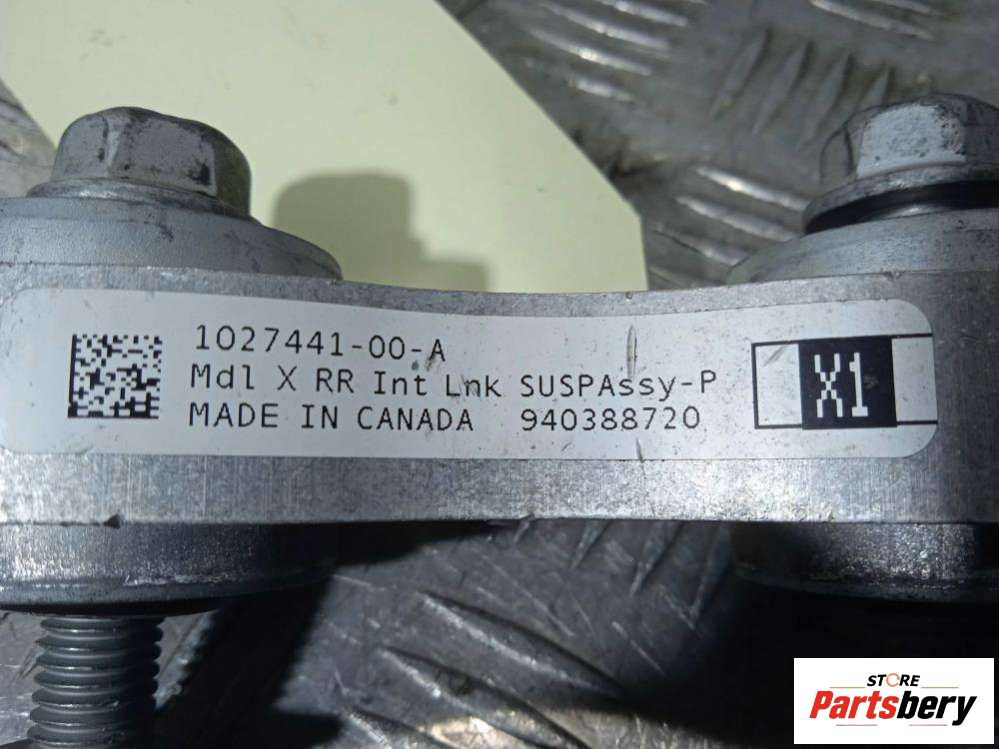 1027441-00-A
Mdl X RR Int Lnk SUSPAssy-P
MADE IN CANADA 940388720
X1
STORE
Partsbery